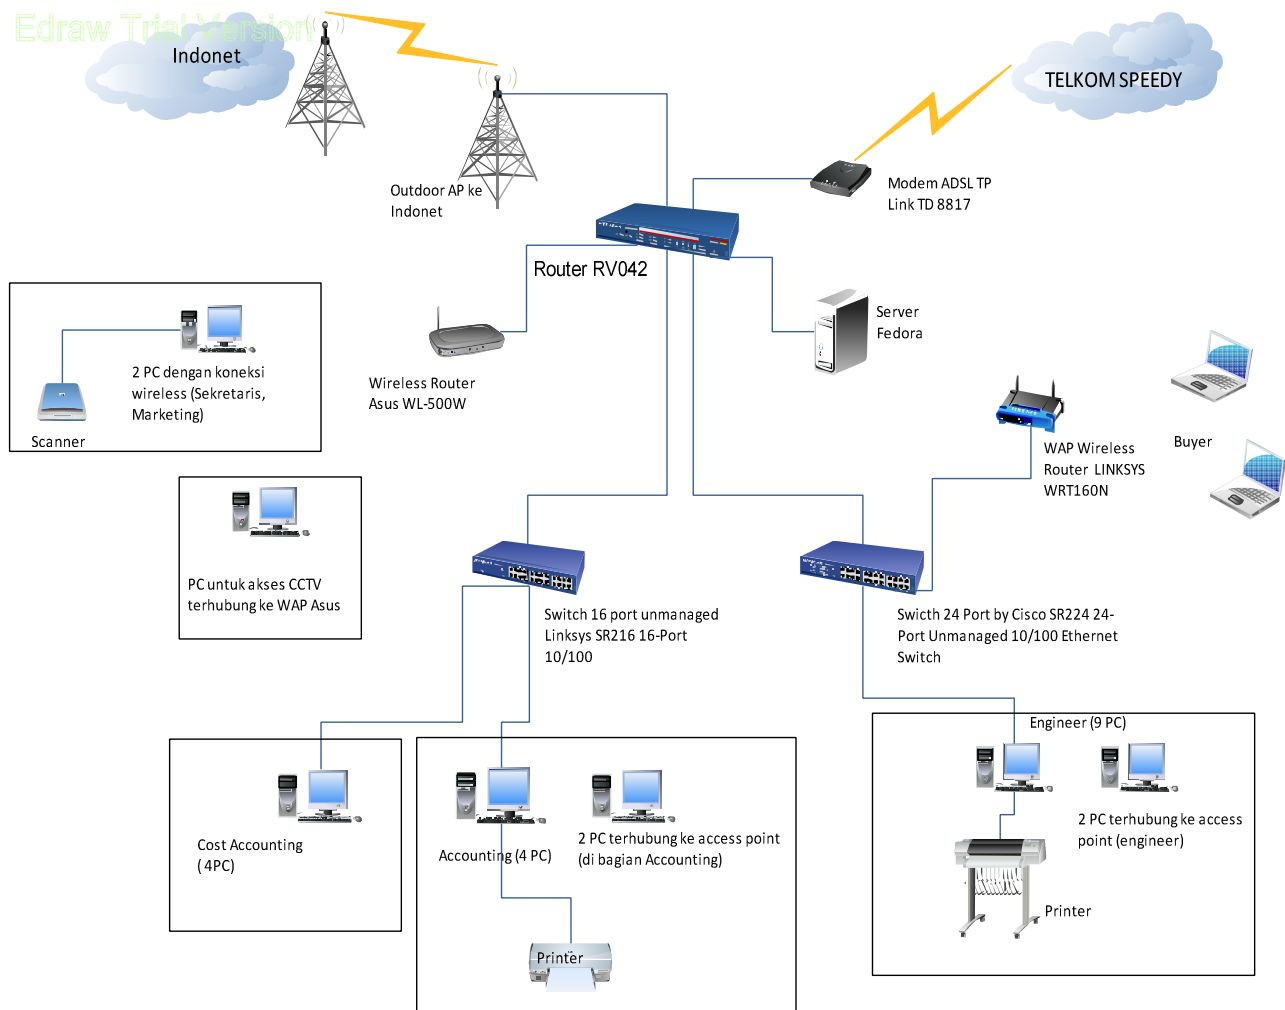 Edraw Trial Version
Indonet
TELKOM SPEEDY
Outdoor AP ke
Indonet
Modem ADSL TP
Link TD 8817
Router RV042
Server
Fedora
2 PC dengan koneksi
wireless (Sekretaris,
Marketing)
Scanner
Wireless Router
Asus WL-500W
WAP Wireless
Router LINKSYS
WRT160N
Buyer
PC untuk akses CCTV
terhubung ke WAP Asus
Switch 16 port unmanaged
Linksys SR216 16-Port
10/100
Swicth 24 Port by Cisco SR224 24-
Port Unmanaged 10/100 Ethernet
Switch
Engineer (9 PC)
2 PC terhubung ke access
point (engineer)
Printer
Cost Accounting
( 4PC)
Accounting (4 PC)
2 PC terhubung ke access point
(di bagian Accounting)
Printer